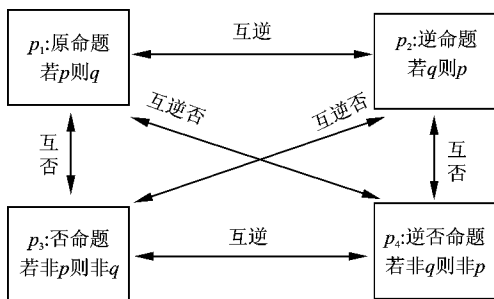 p₁:原命题
若p则q
互逆
p₂:逆命题
若q则p
互逆否
互逆否
互否
互否
p₃:否命题
若非p则非q
互逆
p₄:逆否命题
若非q则非p